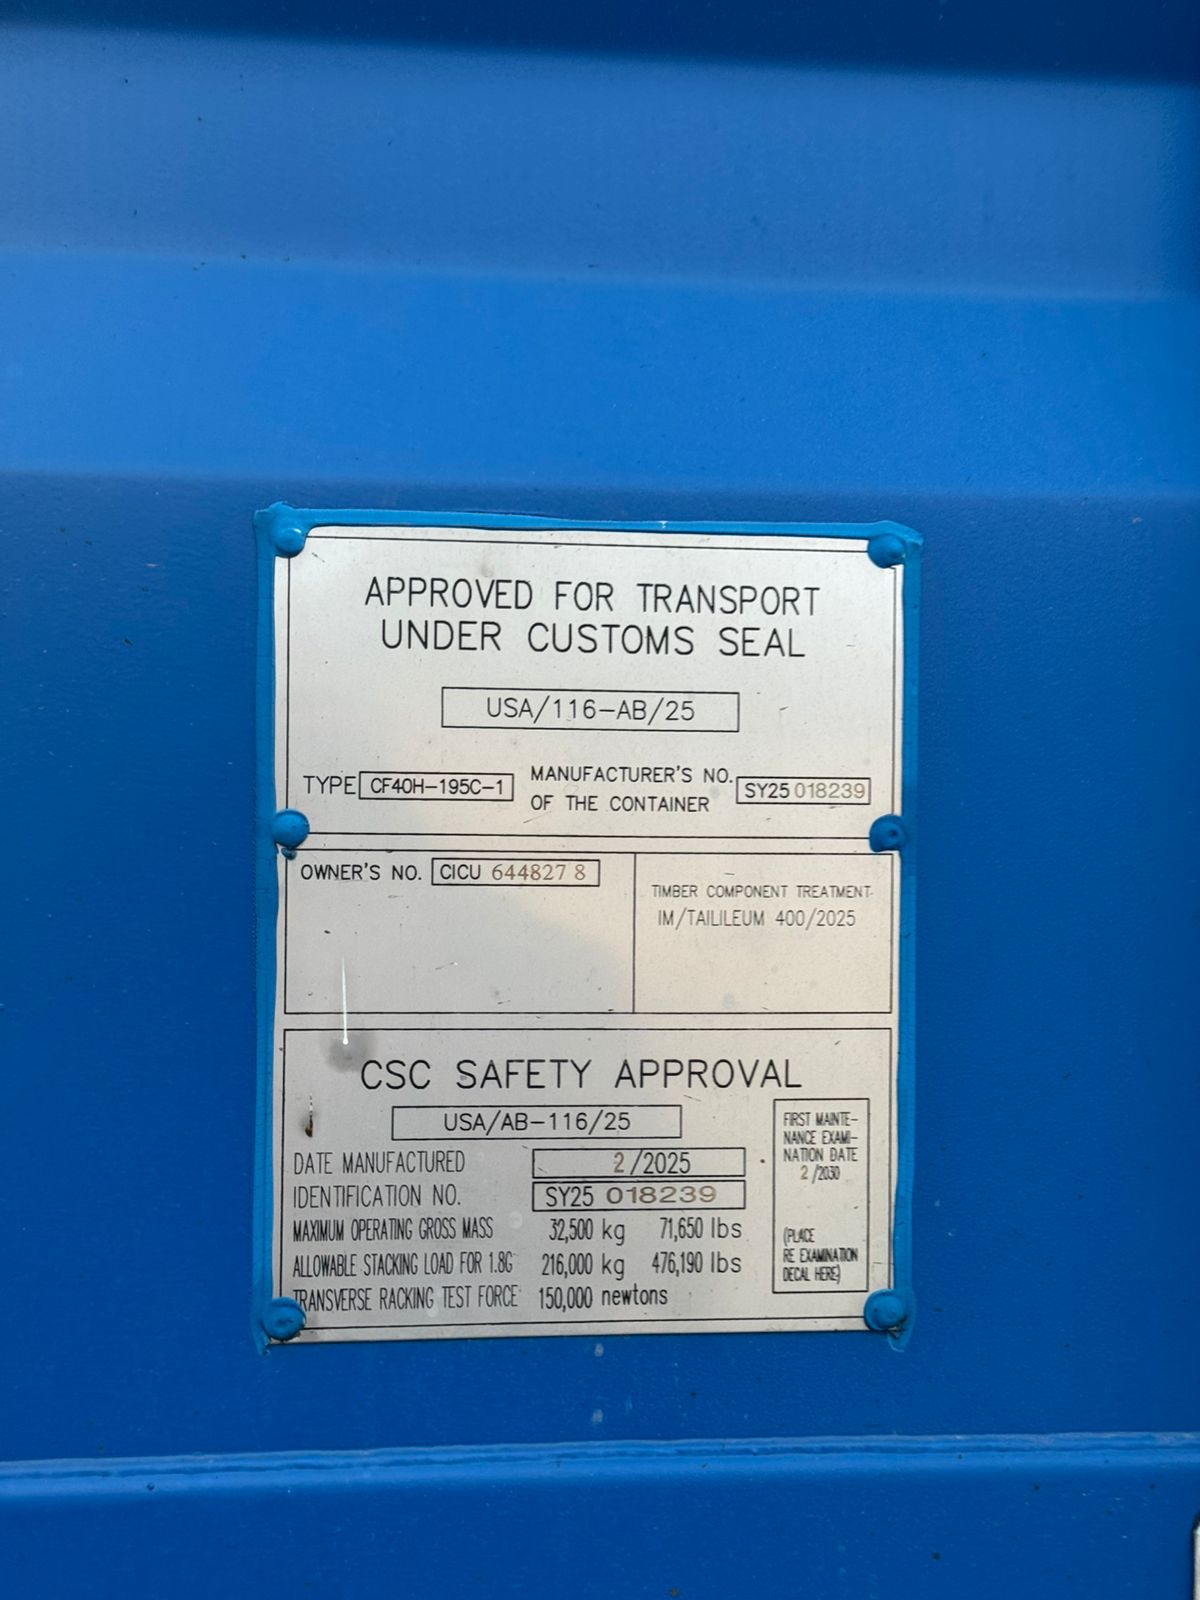 APPROVED FOR TRANSPORT
UNDER CUSTOMS SEAL
USA/116-AB/25
TYPE CF40H-195C-1 MANUFACTURER'S NO. OF THE CONTAINER SY25 018239
OWNER'S NO. CICU 644827 8
TIMBER COMPONENT TREATMENT
IM/TAILILEUM 400/2025
CSC SAFETY APPROVAL
USA/AB-116/25
DATE MANUFACTURED 2/2025
IDENTIFICATION NO. SY25 018239
MAXIMUM OPERATING GROSS MASS 32,500 kg 71,650 lbs
ALLOWABLE STACKING LOAD FOR 1.8G 216,000 kg 476,190 lbs
TRANSVERSE RACKING TEST FORCE 150,000 newtons
FIRST MAINTE-
NANCE EXAMI-
NATION DATE
2/2030
(PLACE
RE EXAMINATION
DECAL HERE)